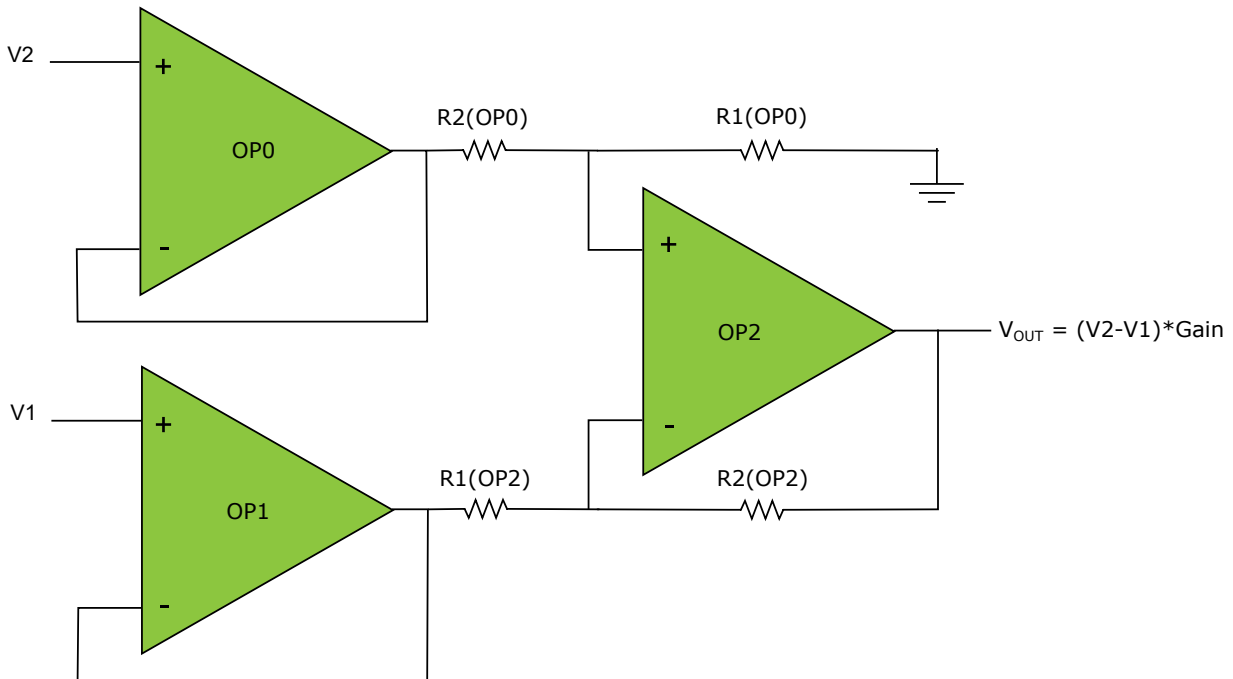 V2
+
-
OP0
R2(OP0)
R1(OP0)
+
-
OP2
VOUT = (V2-V1)*Gain
V1
+
-
OP1
R1(OP2)
R2(OP2)